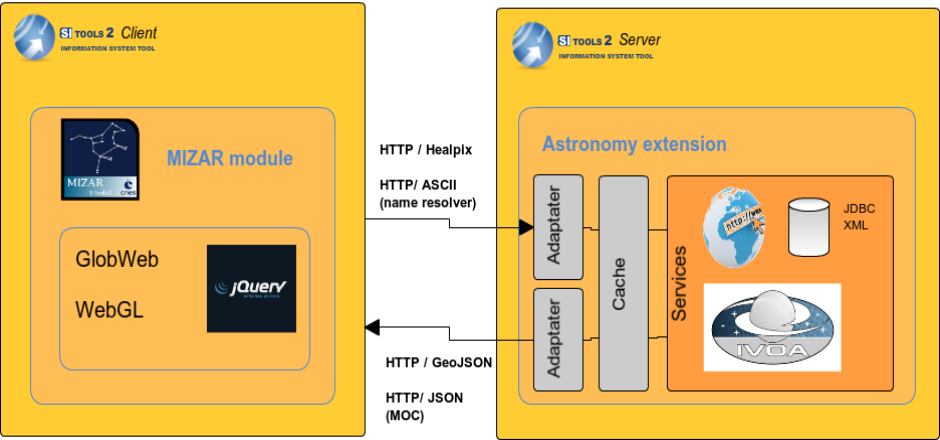 SI TOOLS 2 Client
INFORMATION SYSTEM TOOL
MIZAR module
MIZAR
SITools2
cnes
GlobWeb
WebGL
jQuery
HTTP / Healpix
HTTP/ ASCII
(name resolver)
HTTP / GeoJSON
HTTP/ JSON
(MOC)
SI TOOLS 2 Server
INFORMATION SYSTEM TOOL
Astronomy extension
Adaptater
Adaptater
Cache
Services
http://ww
JDBC
XML
IVOA